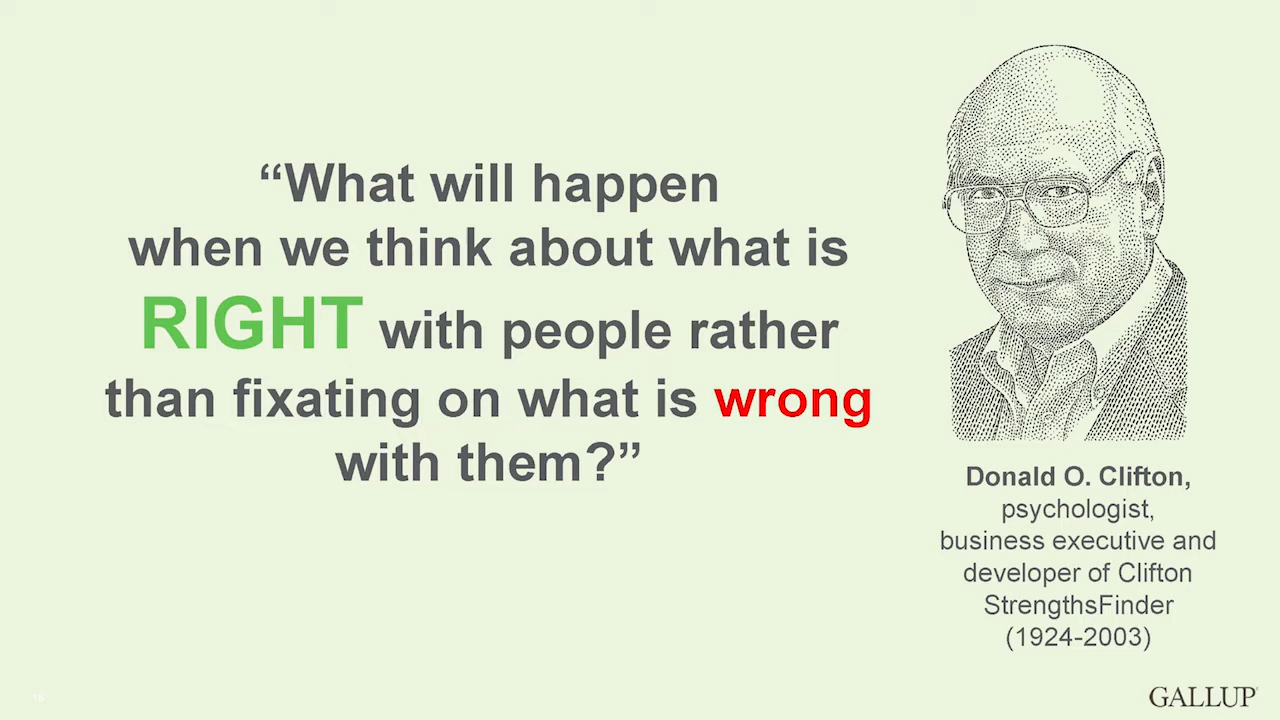 “What will happen
when we think about what is
RIGHT with people rather
than fixating on what is wrong
with them?”
Donald O. Clifton,
psychologist,
business executive and
developer of Clifton
StrengthsFinder
(1924-2003)
GALLUP